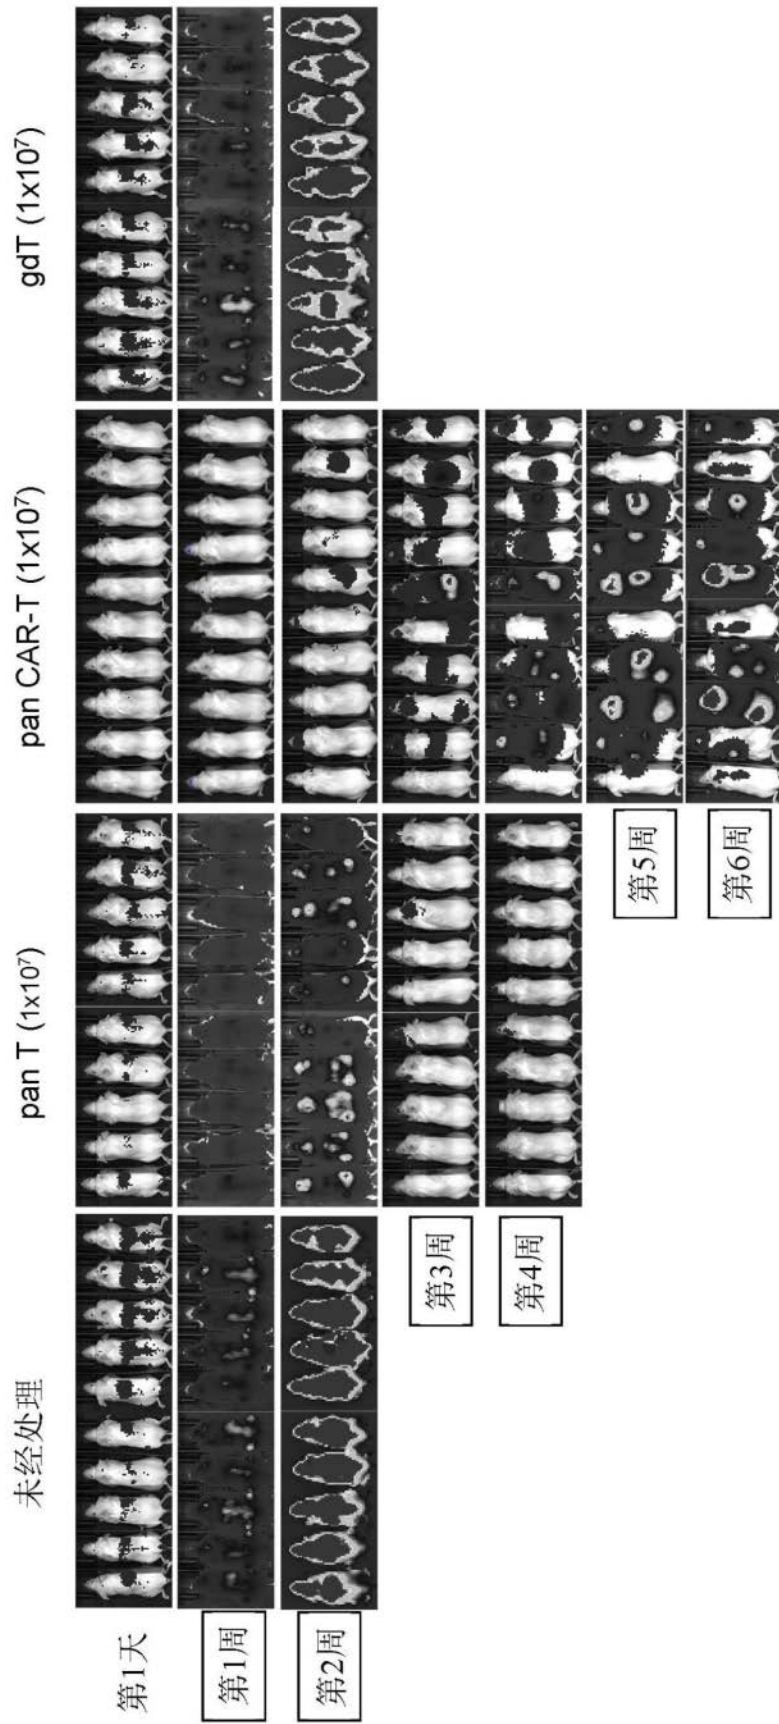 未经处理
pan T (1x10⁷)
pan CAR-T (1x10⁷)
gdT (1x10⁷)
第1天
第1周
第2周
第3周
第4周
第5周
第6周